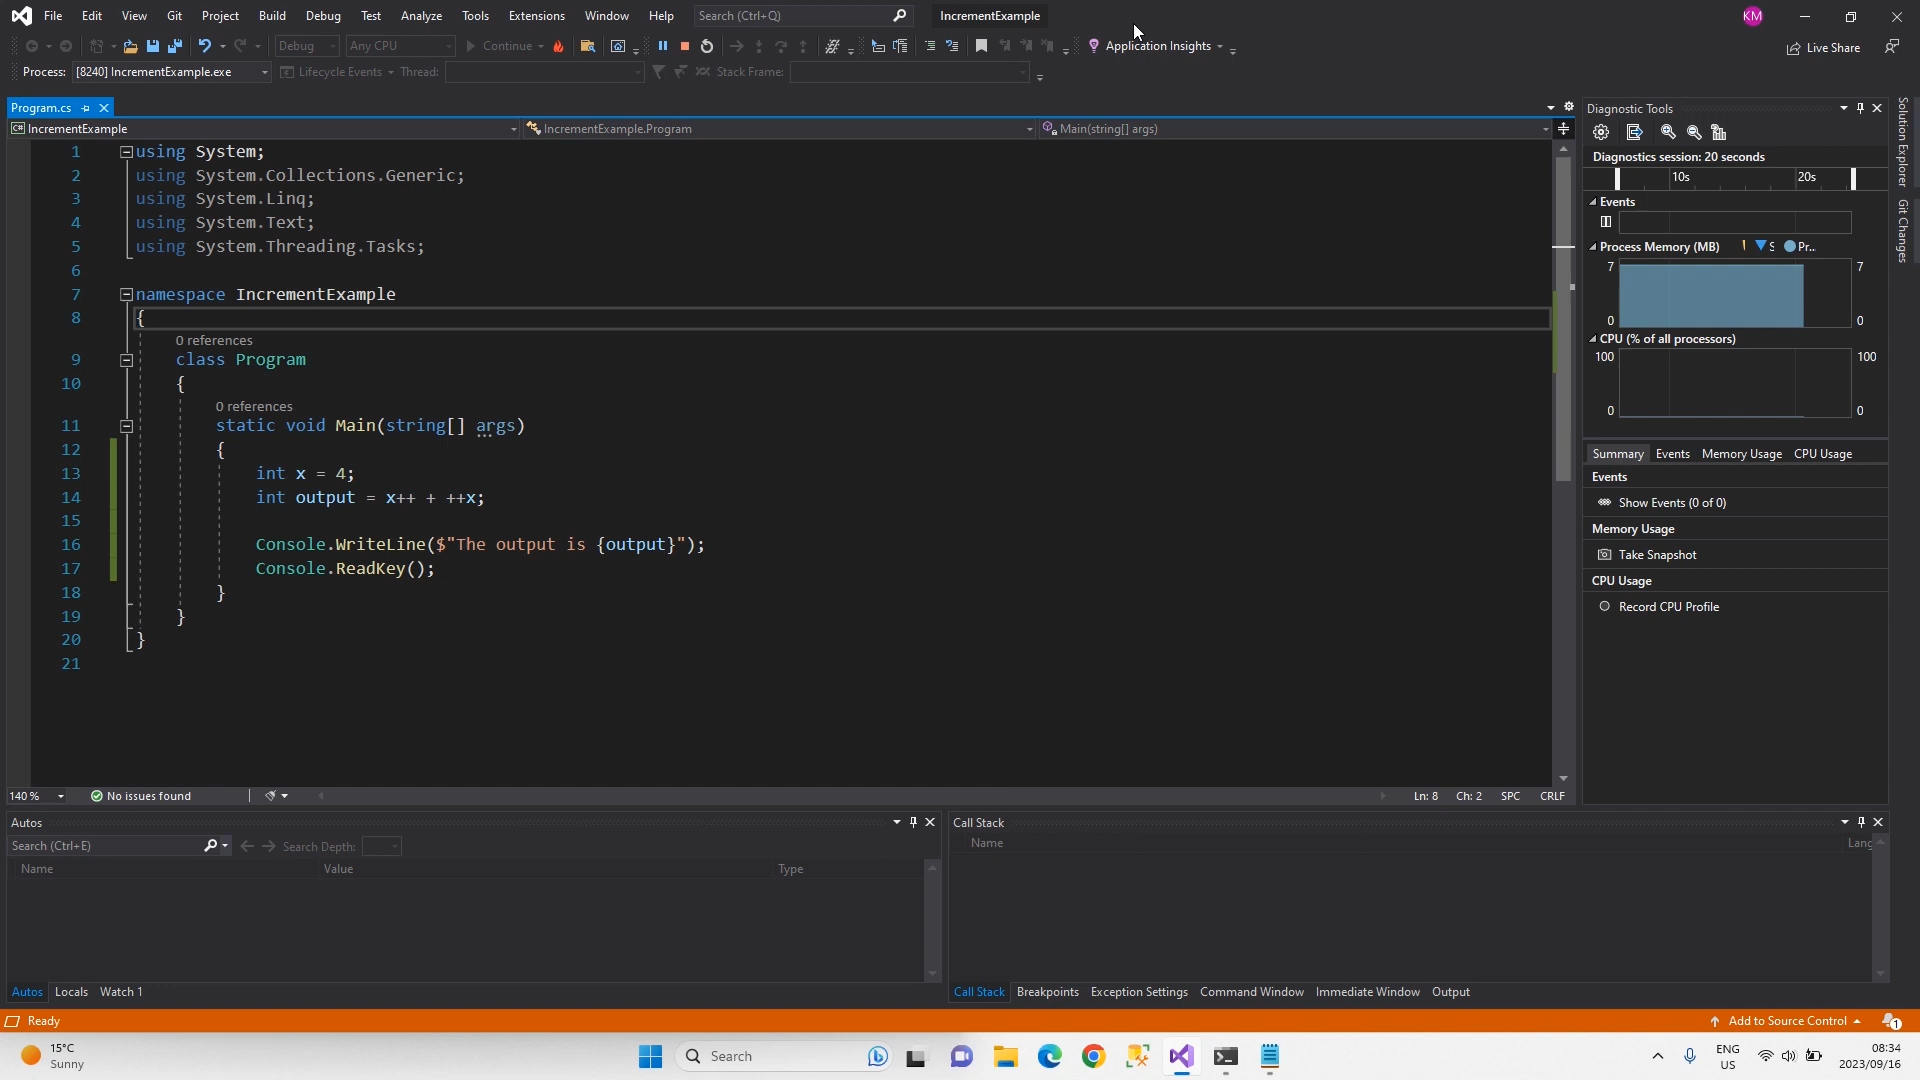 File Edit View Git Project Build Debug Test Analyze Tools Extensions Window Help Search (Ctrl+Q) IncrementExample KM
Debug Any CPU Continue Application Insights Live Share
Process: [8240] IncrementExample.exe Lifecycle Events Thread: Stack Frame:
Program.cs
C# IncrementExample IncrementExample.Program Main(string[] args)
1 using System;
2 using System.Collections.Generic;
3 using System.Linq;
4 using System.Text;
5 using System.Threading.Tasks;
6
7 namespace IncrementExample
8 {
0 references
9 class Program
10 {
0 references
11 static void Main(string[] args)
12 {
13 int x = 4;
14 int output = x++ + ++x;
15
16 Console.WriteLine($"The output is {output}");
17 Console.ReadKey();
18 }
19 }
20 }
21
140 % No issues found Ln: 8 Ch: 2 SPC CRLF
Diagnostic Tools
Diagnostics session: 20 seconds
10s 20s
Events
Process Memory (MB) S Pr...
7 7
0 0
CPU (% of all processors)
100 100
0 0
Summary Events Memory Usage CPU Usage
Events
Show Events (0 of 0)
Memory Usage
Take Snapshot
CPU Usage
Record CPU Profile
Solution Explorer
Git Changes
Autos
Search (Ctrl+E) Search Depth:
Name Value Type
Autos Locals Watch 1
Call Stack
Name Lang
Call Stack Breakpoints Exception Settings Command Window Immediate Window Output
Ready Add to Source Control 1
15°C
Sunny
Search
ENG
US
08:34
2023/09/16